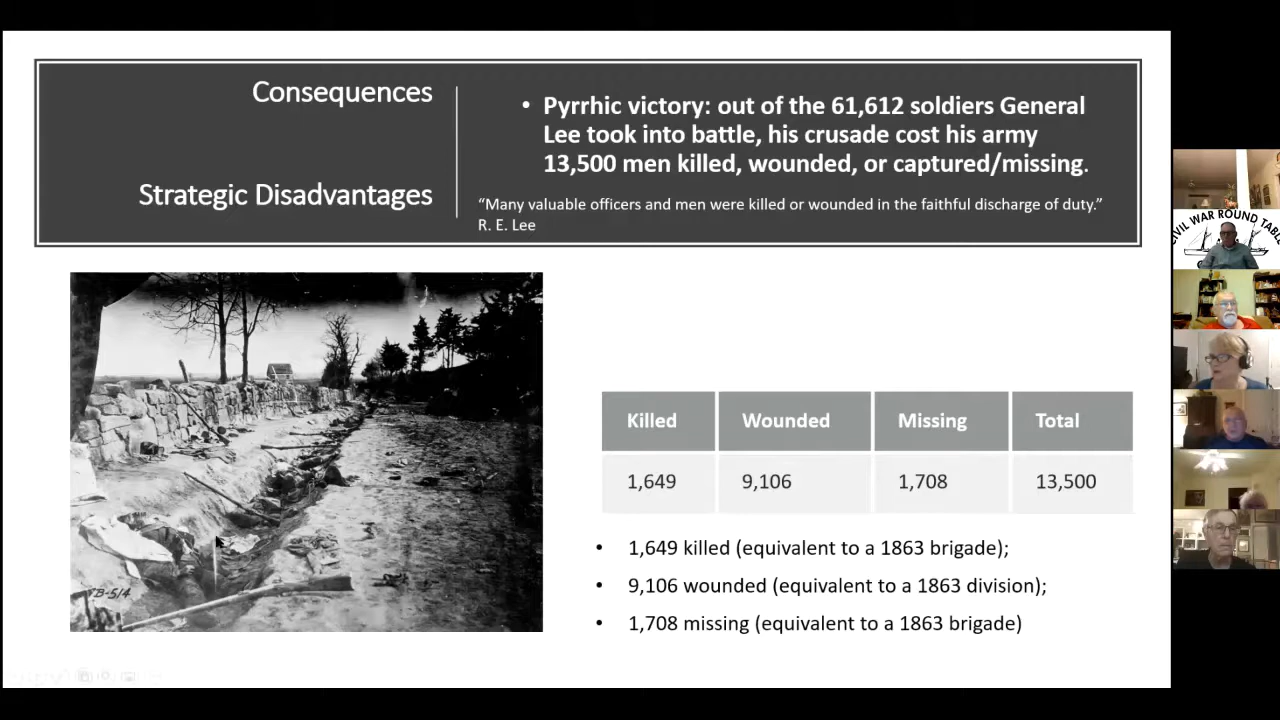 Consequences
Strategic Disadvantages
• Pyrrhic victory: out of the 61,612 soldiers General
Lee took into battle, his crusade cost his army
13,500 men killed, wounded, or captured/missing.
“Many valuable officers and men were killed or wounded in the faithful discharge of duty.”
R. E. Lee
Killed Wounded Missing Total
1,649 9,106 1,708 13,500
• 1,649 killed (equivalent to a 1863 brigade);
• 9,106 wounded (equivalent to a 1863 division);
• 1,708 missing (equivalent to a 1863 brigade)
B-514
CIVIL WAR ROUND TABLE